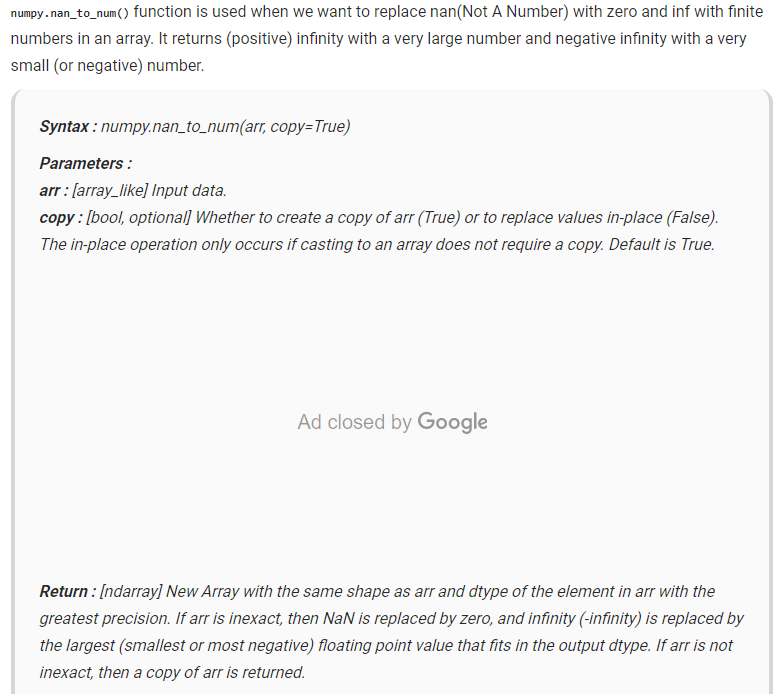 numpy.nan_to_num() function is used when we want to replace nan(Not A Number) with zero and inf with finite
numbers in an array. It returns (positive) infinity with a very large number and negative infinity with a very
small (or negative) number.
Syntax : numpy.nan_to_num(arr, copy=True)
Parameters :
arr : [array_like] Input data.
copy : [bool, optional] Whether to create a copy of arr (True) or to replace values in-place (False).
The in-place operation only occurs if casting to an array does not require a copy. Default is True.
Ad closed by Google
Return : [ndarray] New Array with the same shape as arr and dtype of the element in arr with the
greatest precision. If arr is inexact, then NaN is replaced by zero, and infinity (-infinity) is replaced by
the largest (smallest or most negative) floating point value that fits in the output dtype. If arr is not
inexact, then a copy of arr is returned.